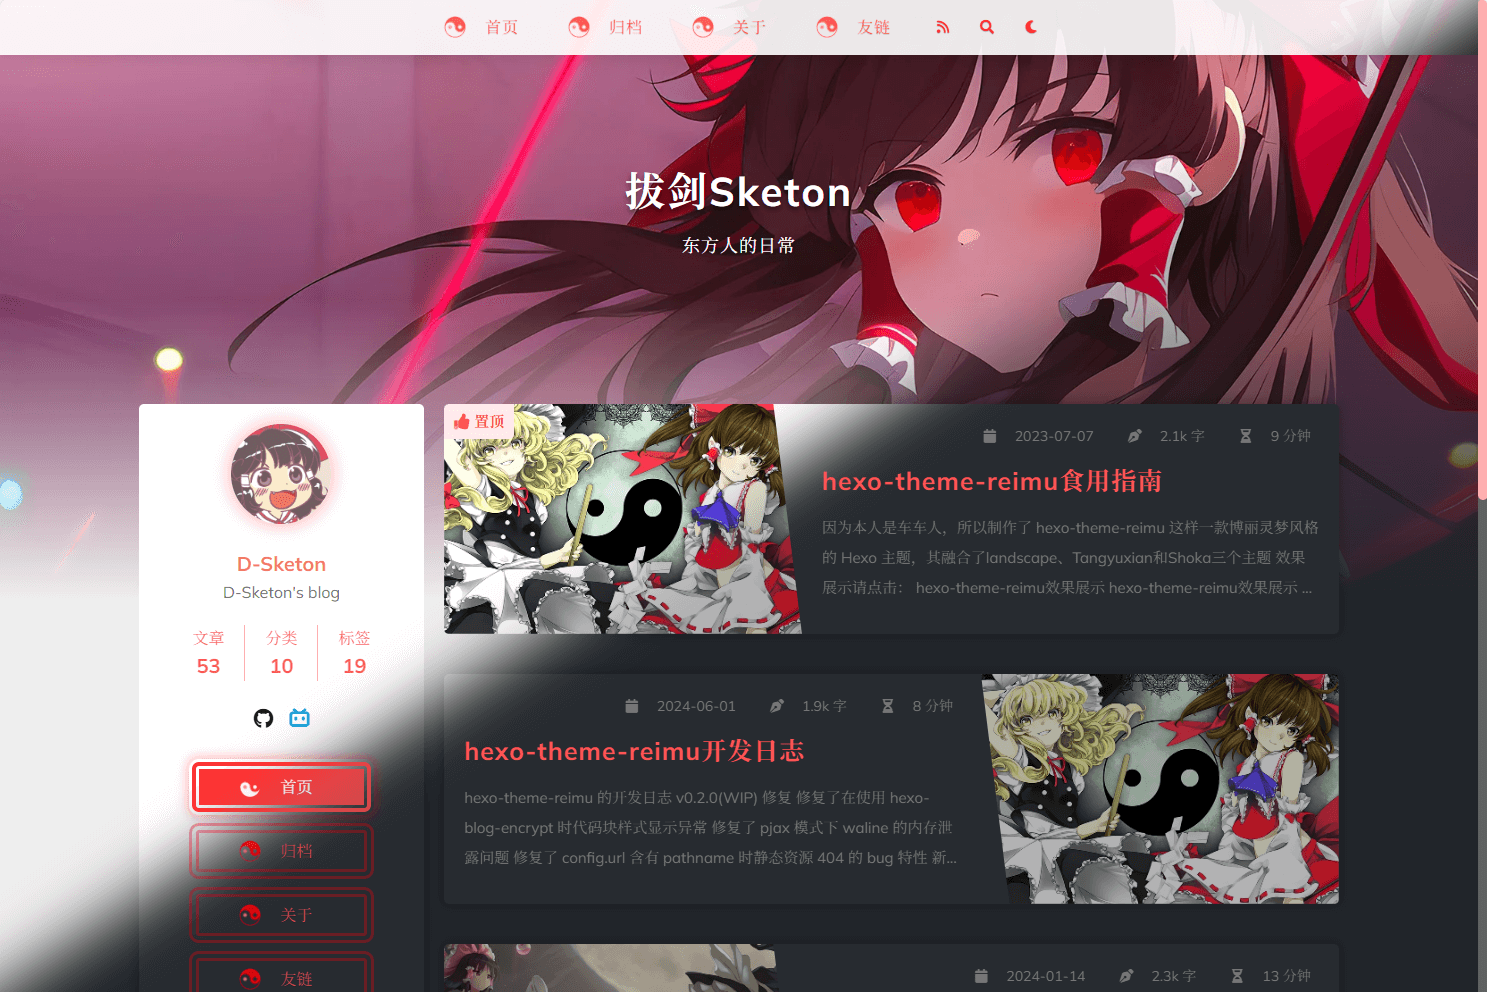 首页 归档 关于 友链
拔剑Sketon
东方人的日常
D-Sketon
D-Sketon's blog
文章 分类 标签
53 10 19
首页
归档
关于
友链
置顶
2023-07-07 2.1k 字 9 分钟
hexo-theme-reimu食用指南
因为本人是车车人，所以制作了 hexo-theme-reimu 这样一款博丽灵梦风格
的 Hexo 主题，其融合了landscape、Tangyuxian和Shoka三个主题 效果
展示请点击： hexo-theme-reimu效果展示 hexo-theme-reimu效果展示 ...
2024-06-01 1.9k 字 8 分钟
hexo-theme-reimu开发日志
hexo-theme-reimu 的开发日志 v0.2.0(WIP) 修复 修复了在使用 hexo-
blog-encrypt 时代码块样式显示异常 修复了 pjax 模式下 waline 的内存泄
露问题 修复了 config.url 含有 pathname 时静态资源 404 的 bug 特性 新...
2024-01-14 2.3k 字 13 分钟